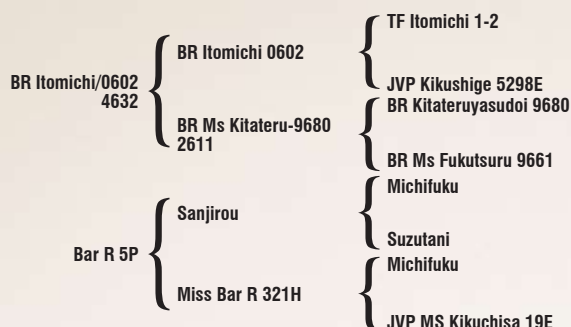 TF Itomichi 1-2
BR Itomichi 0602
BR Itomichi/0602
4632
JVP Kikushige 5298E
BR Kitateruyasudoi 9680
BR Ms Kitateru-9680
2611
BR Ms Fukutsuru 9661
Michifuku
Sanjirou
Suzutani
Bar R 5P
Michifuku
Miss Bar R 321H
JVP MS Kikuchisa 19E